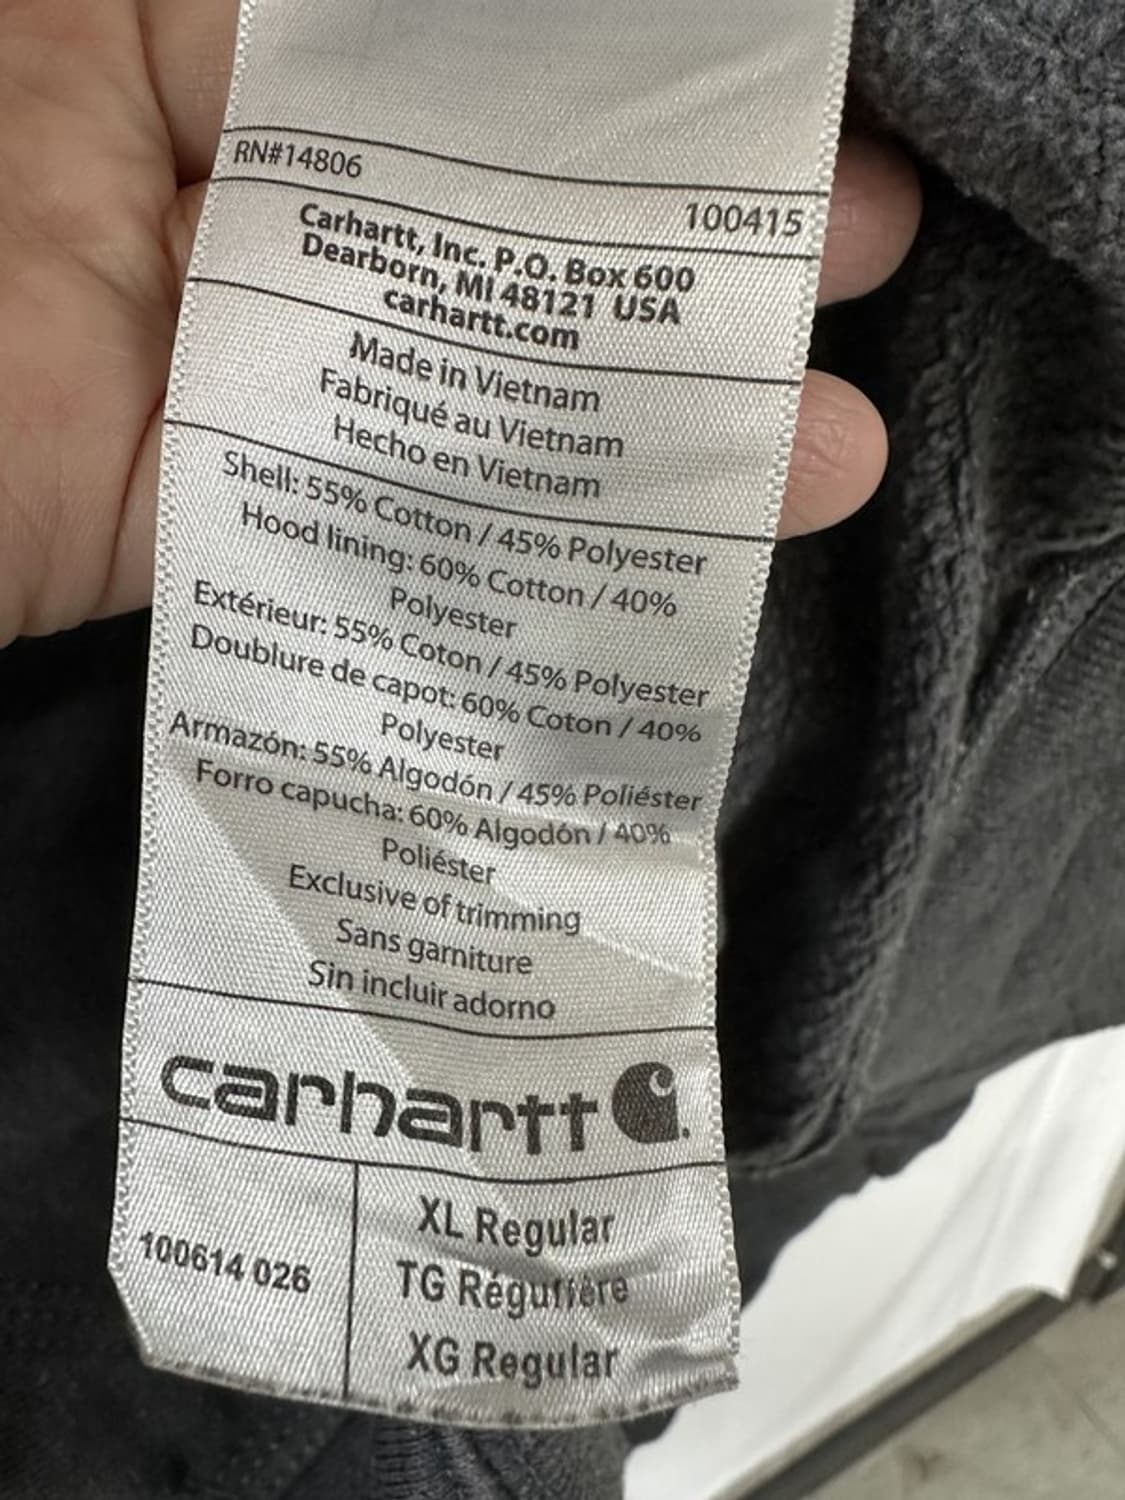 RN#14806
100415
Carhartt, Inc. P.O. Box 600
Dearborn, MI 48121 USA
carhartt.com
Made in Vietnam
Fabriqué au Vietnam
Hecho en Vietnam
Shell: 55% Cotton / 45% Polyester
Hood lining: 60% Cotton / 40%
Polyester
Extérieur: 55% Coton / 45% Polyester
Doublure de capot: 60% Coton / 40%
Polyester
Armazón: 55% Algodón / 45% Poliéster
Forro capucha: 60% Algodón / 40%
Poliéster
Exclusive of trimming
Sans garniture
Sin incluir adorno
carhartt
100614 026
XL Regular
TG Régulière
XG Regular